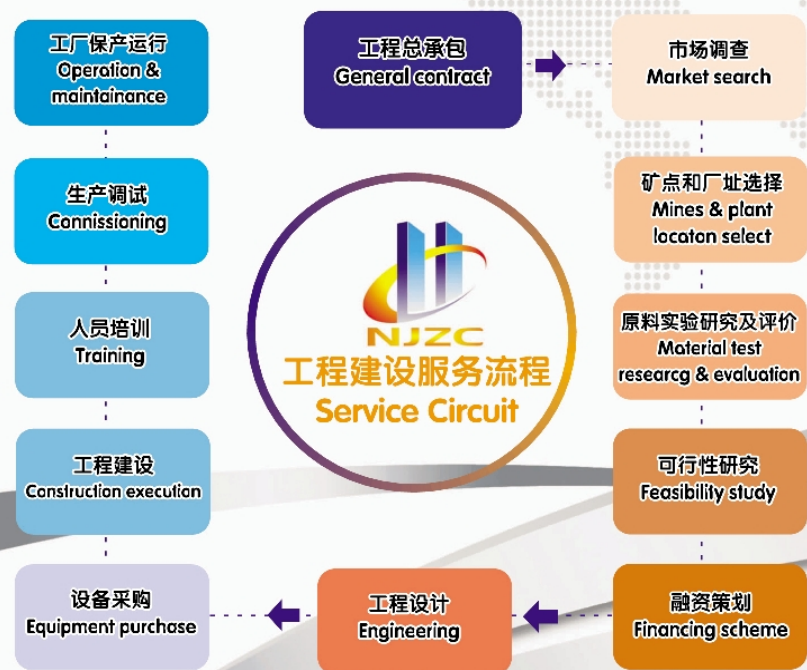 工厂保产运行
Operation &
maintainance
工程总承包
General contract
市场调查
Market search
生产调试
Connissioning
矿点和厂址选择
Mines & plant
locaton select
人员培训
Training
NJZC
工程建设服务流程
Service Circuit
原料实验研究及评价
Material test
researcg & evaluation
工程建设
Construction execution
可行性研究
Feasibility study
设备采购
Equipment purchase
工程设计
Engineering
融资策划
Financing scheme